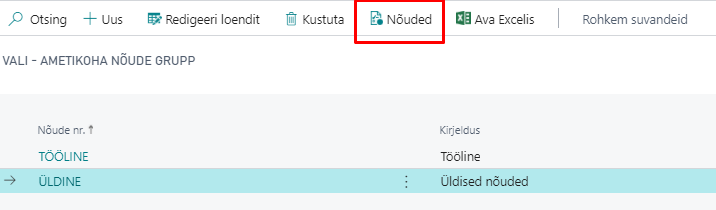 Otsing + Uus Redigeeri loendit Kustuta Nõuded Ava Excelis Rohkem suvandeid
VALI - AMETIKOHA NÕUDE GRUPP
Nõude nr. ↑ Kirjeldus
TÖÖLINE Tööline
→ ÜLDINE ⋮ Üldised nõuded